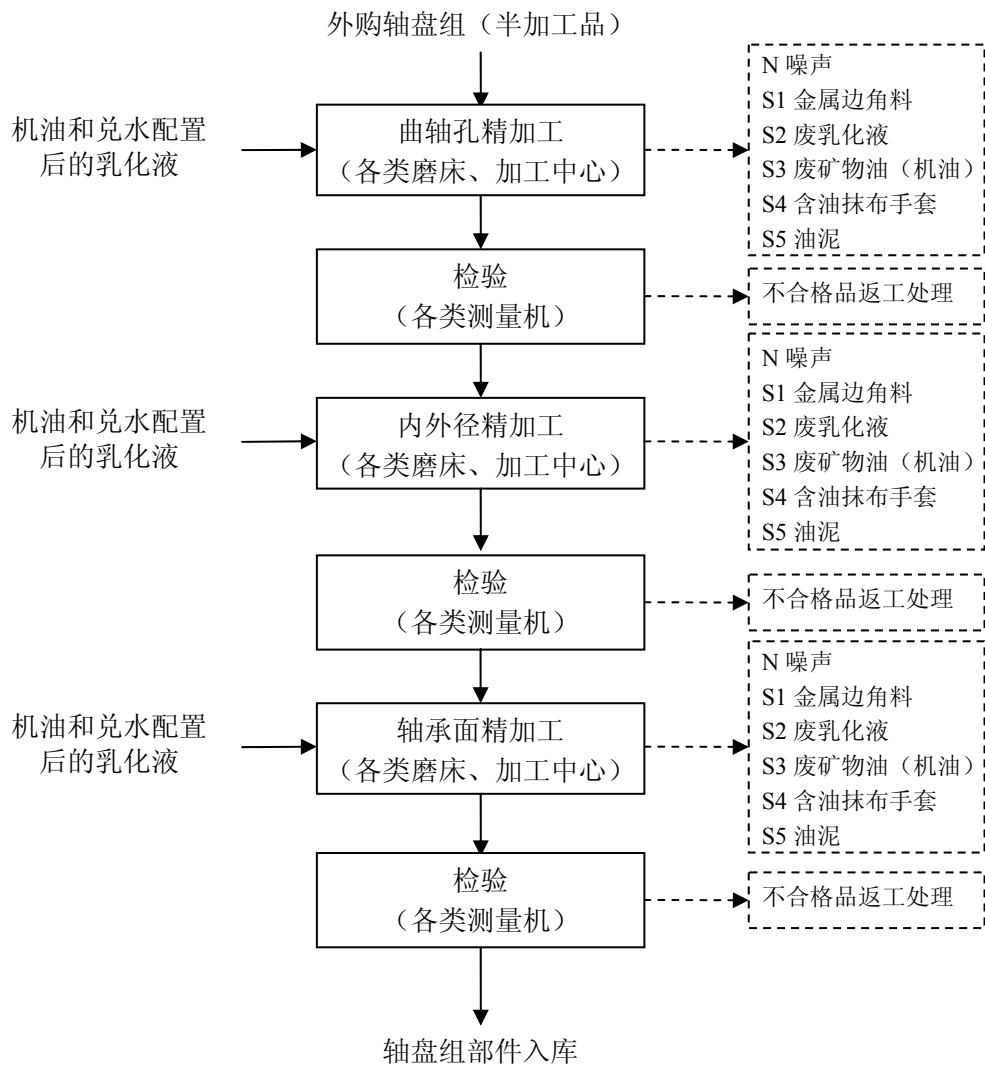 外购轴盘组（半加工品）
机油和兑水配置
后的乳化液
曲轴孔精加工
（各类磨床、加工中心）
N 噪声
S1 金属边角料
S2 废乳化液
S3 废矿物油（机油）
S4 含油抹布手套
S5 油泥
检验
（各类测量机）
不合格品返工处理
机油和兑水配置
后的乳化液
内外径精加工
（各类磨床、加工中心）
N 噪声
S1 金属边角料
S2 废乳化液
S3 废矿物油（机油）
S4 含油抹布手套
S5 油泥
检验
（各类测量机）
不合格品返工处理
机油和兑水配置
后的乳化液
轴承面精加工
（各类磨床、加工中心）
N 噪声
S1 金属边角料
S2 废乳化液
S3 废矿物油（机油）
S4 含油抹布手套
S5 油泥
检验
（各类测量机）
不合格品返工处理
轴盘组部件入库